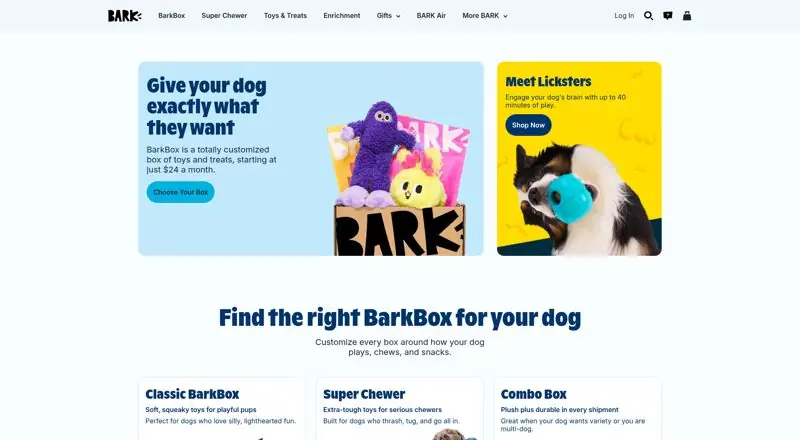 BARK
BarkBox
Super Chewer
Toys & Treats
Enrichment
Gifts
BARK Air
More BARK
Log In
Give your dog
exactly what
they want
BarkBox is a totally customized
box of toys and treats, starting at
just $24 a month.
Choose Your Box
BARK
BARK
Meet Licksters
Engage your dog's brain with up to 40
minutes of play.
Shop Now
Find the right BarkBox for your dog
Customize every box around how your dog
plays, chews, and snacks.
Classic BarkBox
Soft, squeaky toys for playful pups
Perfect for dogs who love silly, lighthearted fun.
Super Chewer
Extra-tough toys for serious chewers
Built for dogs who thrash, tug, and go all in.
Combo Box
Plush plus durable in every shipment
Great when your dog wants variety or you are
multi-dog.